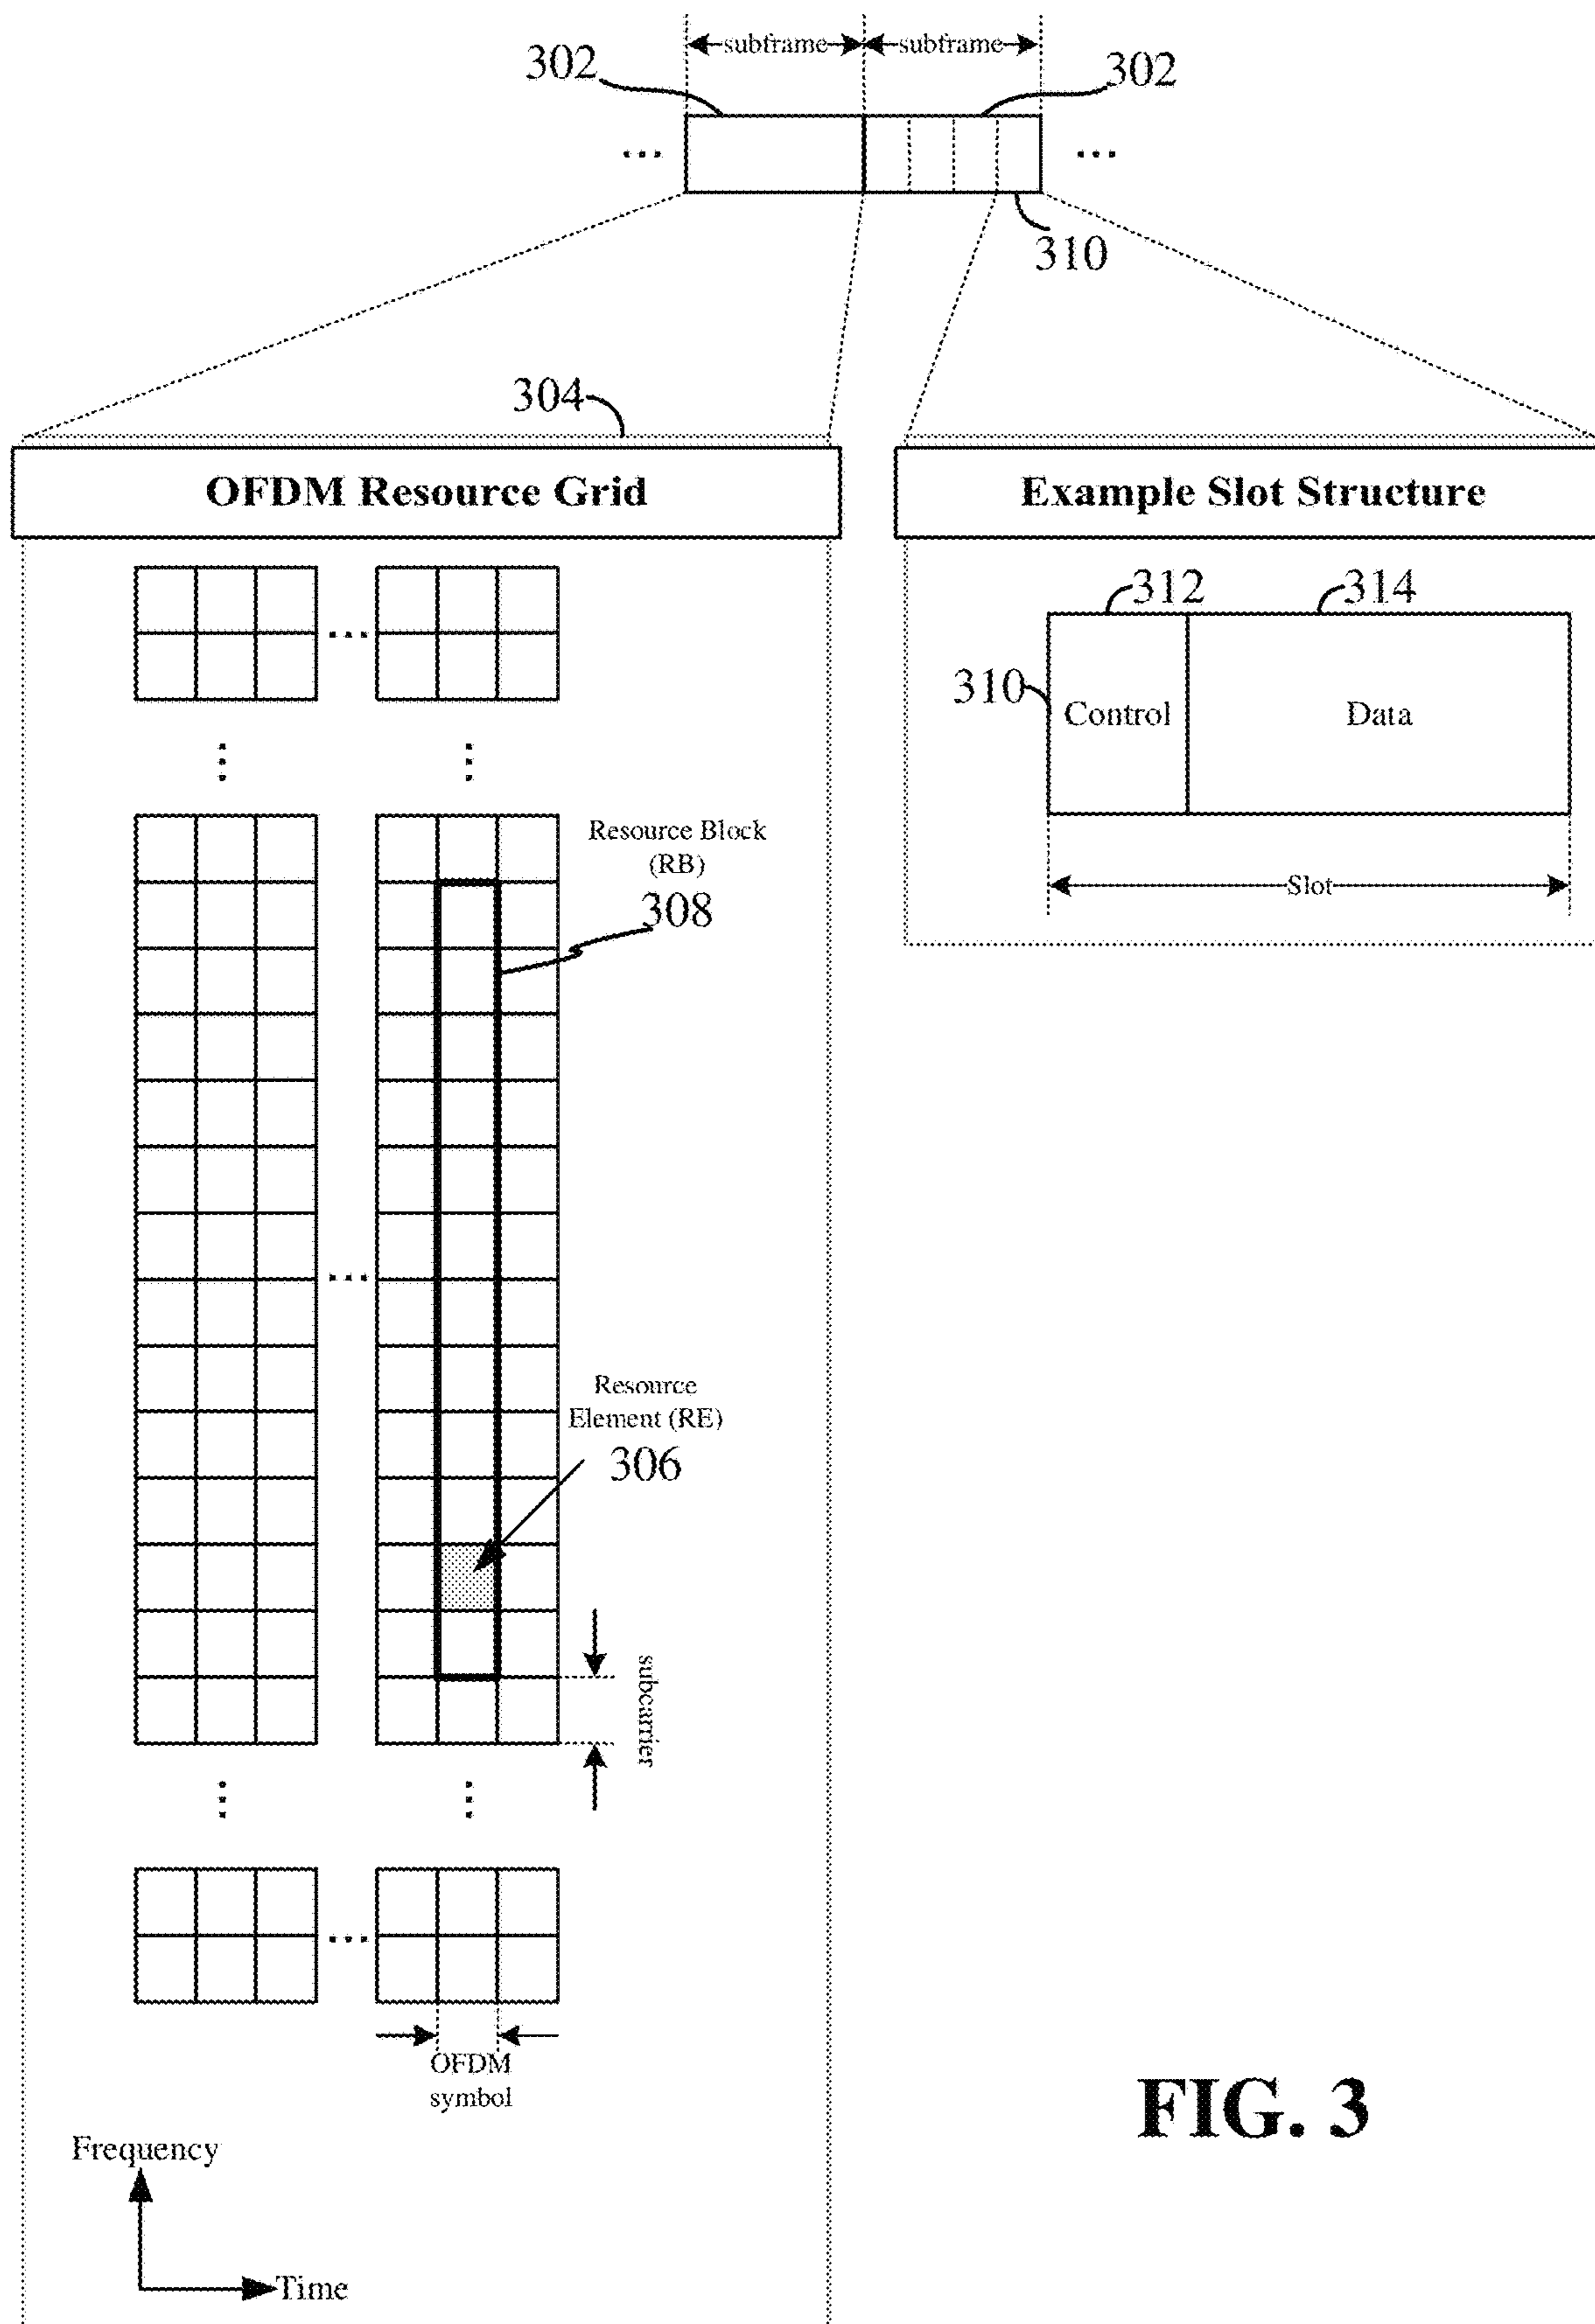 subframe subframe
302 302
... ...
310
304
OFDM Resource Grid
Example Slot Structure
312 314
310
Control Data
Slot
Resource Block
(RB)
308
Resource
Element (RE)
306
subcarrier
OFDM
symbol
Frequency
Time
FIG. 3